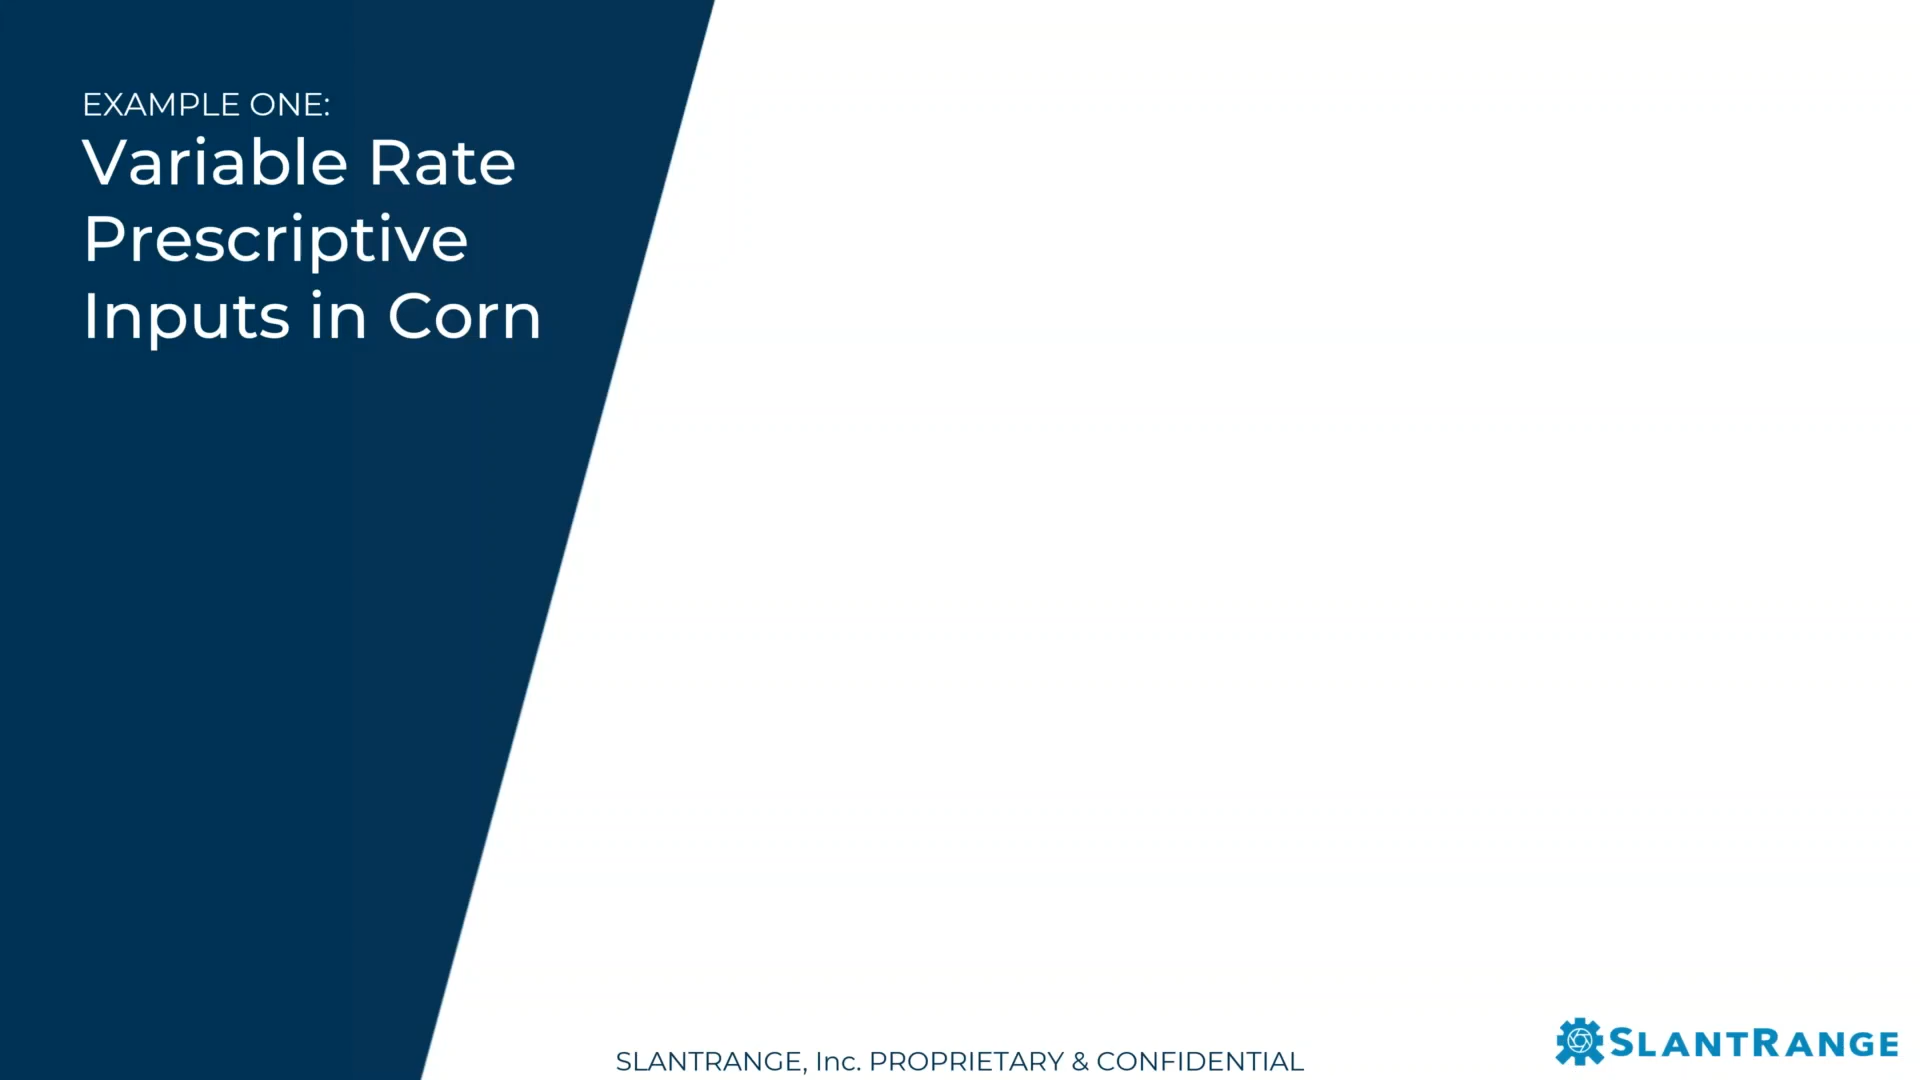 EXAMPLE ONE:
Variable Rate
Prescriptive
Inputs in Corn
SLANTRANGE, Inc. PROPRIETARY & CONFIDENTIAL
SLANTRANGE